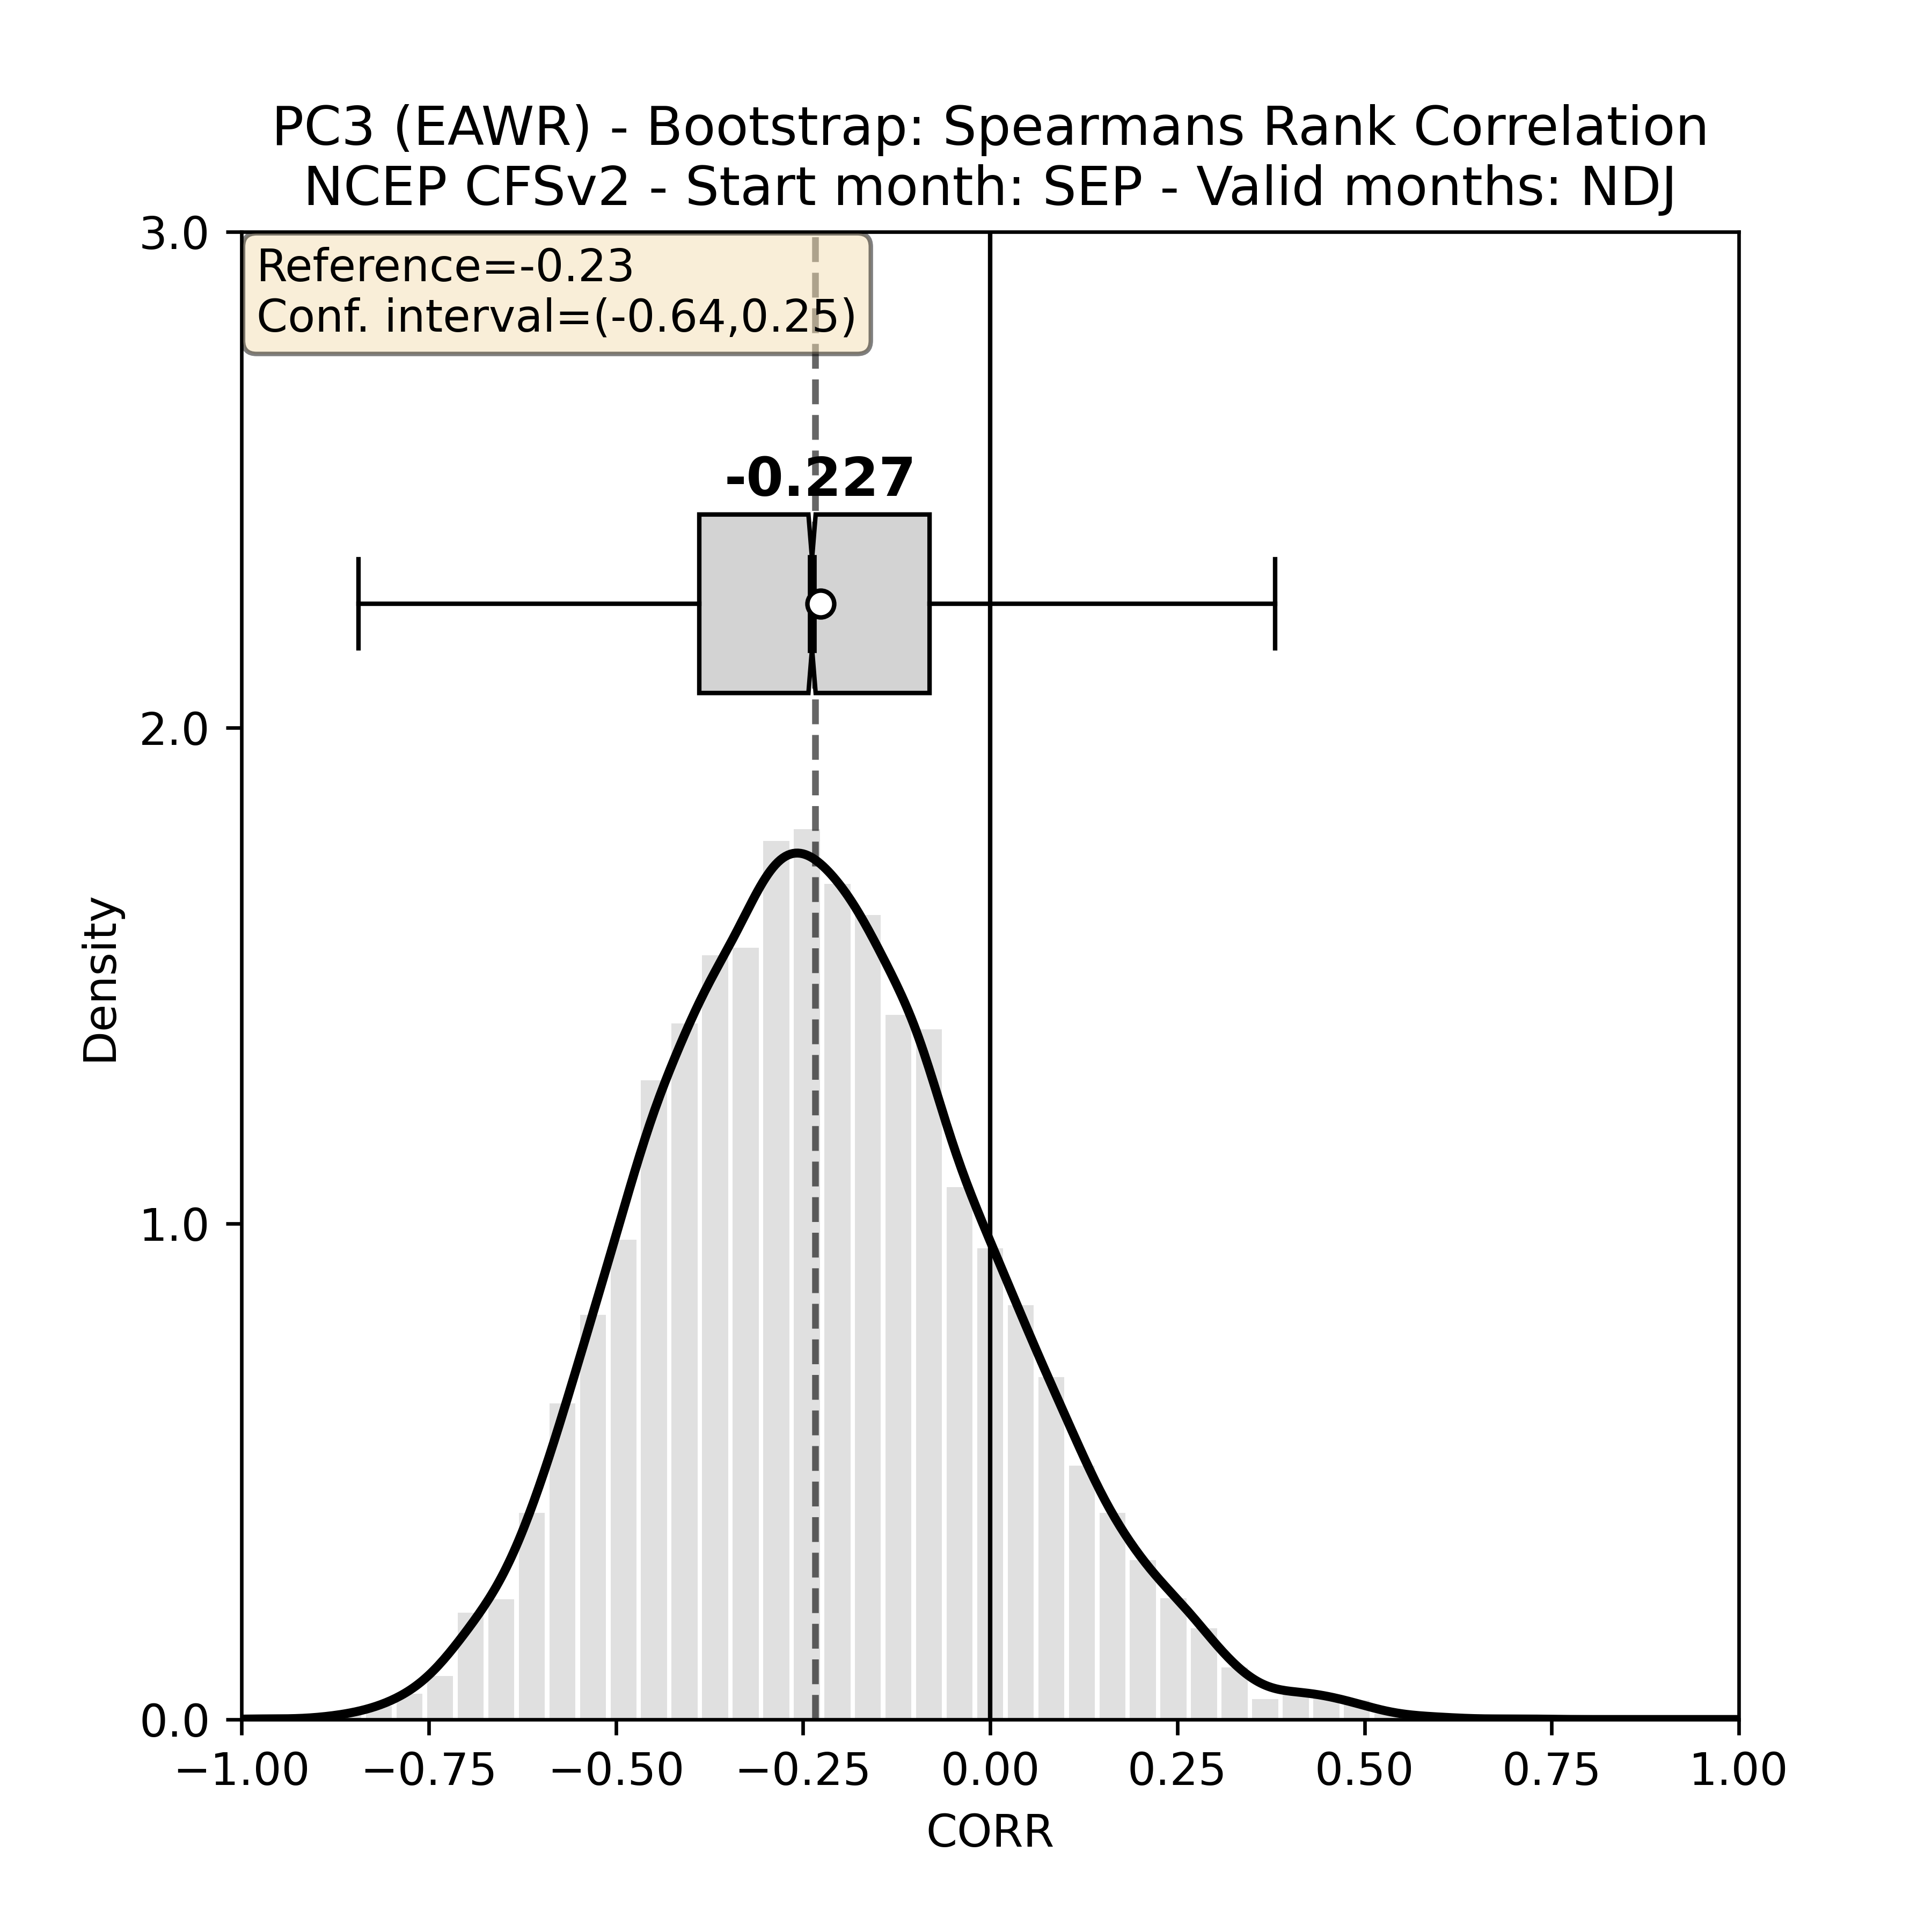 PC3 (EAWR) - Bootstrap: Spearmans Rank Correlation
NCEP CFSv2 - Start month: SEP - Valid months: NDJ
3.0
Reference=-0.23
Conf. interval=(-0.64,0.25)
-0.227
2.0
Density
1.0
0.0
−1.00 −0.75 −0.50 −0.25 0.00 0.25 0.50 0.75 1.00
CORR